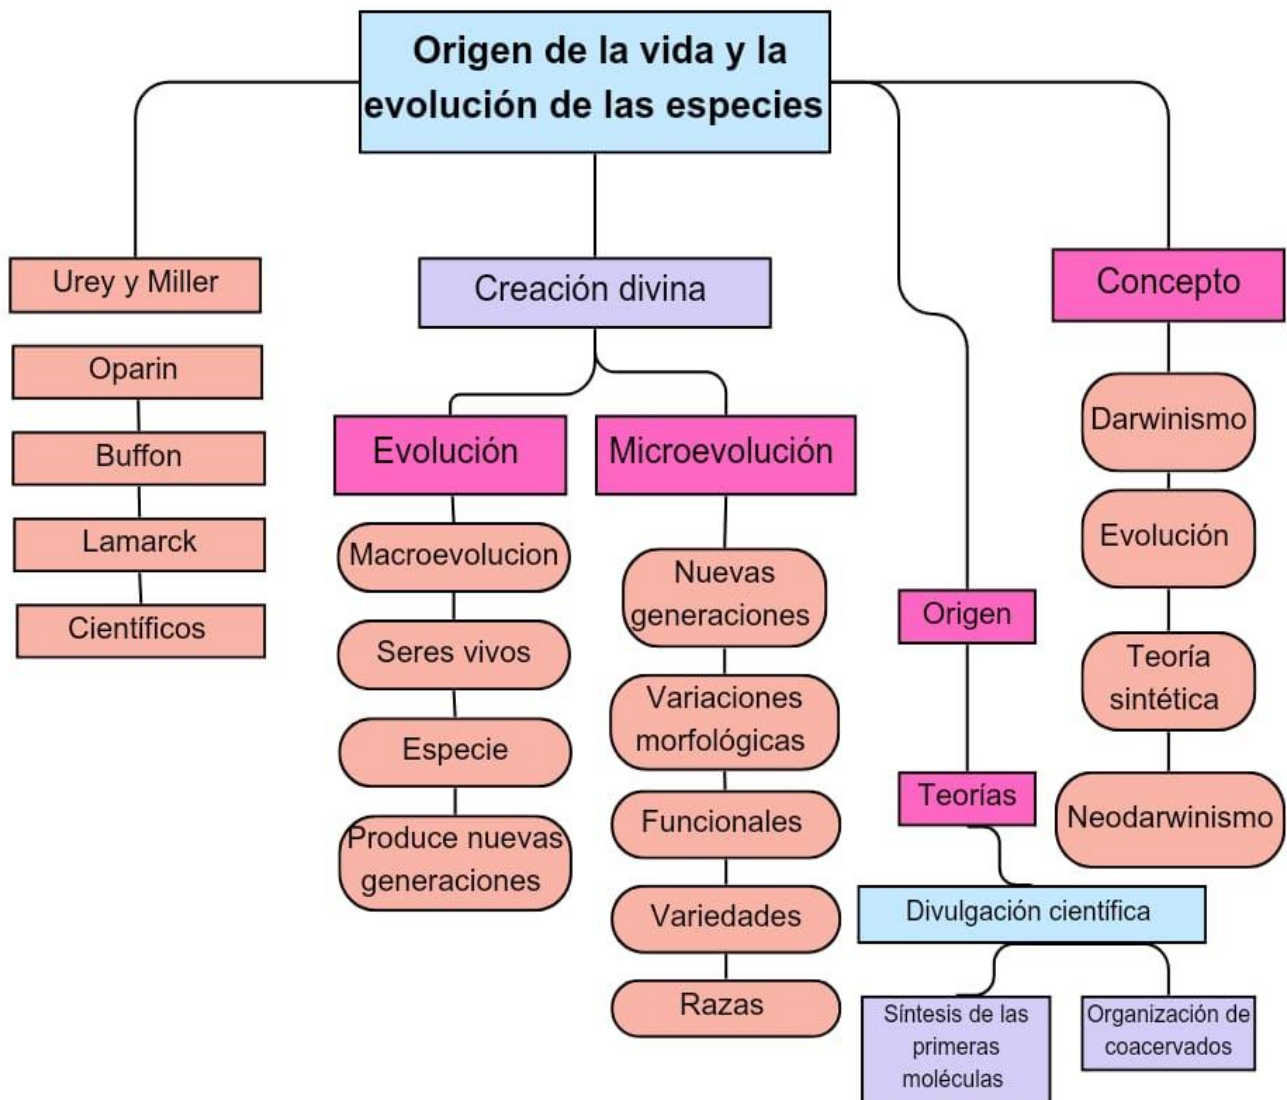 Origen de la vida y la
evolución de las especies
Urey y Miller
Oparin
Buffon
Lamarck
Científicos
Creación divina
Evolución
Macroevolucion
Seres vivos
Especie
Produce nuevas
generaciones
Microevolución
Nuevas
generaciones
Variaciones
morfológicas
Funcionales
Variedades
Razas
Origen
Teorías
Divulgación científica
Síntesis de las
primeras
moléculas
Organización de
coacervados
Concepto
Darwinismo
Evolución
Teoría
sintética
Neodarwinismo